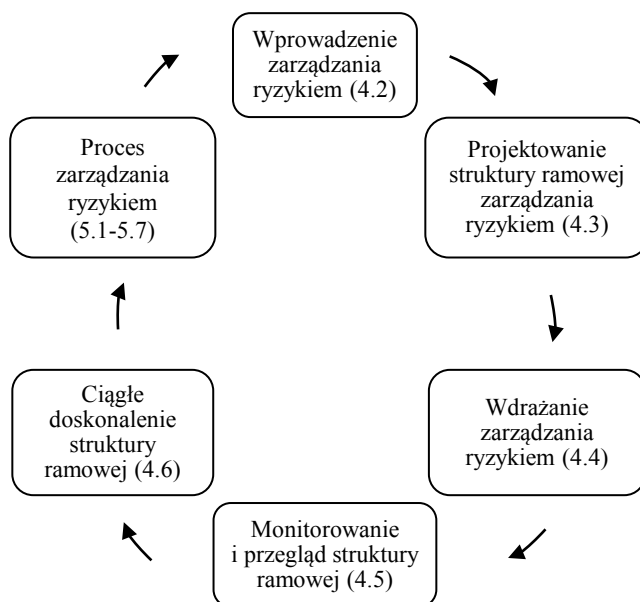 Wprowadzenie
zarządzania
ryzykiem (4.2)
Projektowanie
struktury ramowej
zarządzania
ryzykiem (4.3)
Wdrażanie
zarządzania
ryzykiem (4.4)
Monitorowanie
i przegląd struktury
ramowej (4.5)
Ciągłe
doskonalenie
struktury
ramowej (4.6)
Proces
zarządzania
ryzykiem
(5.1-5.7)